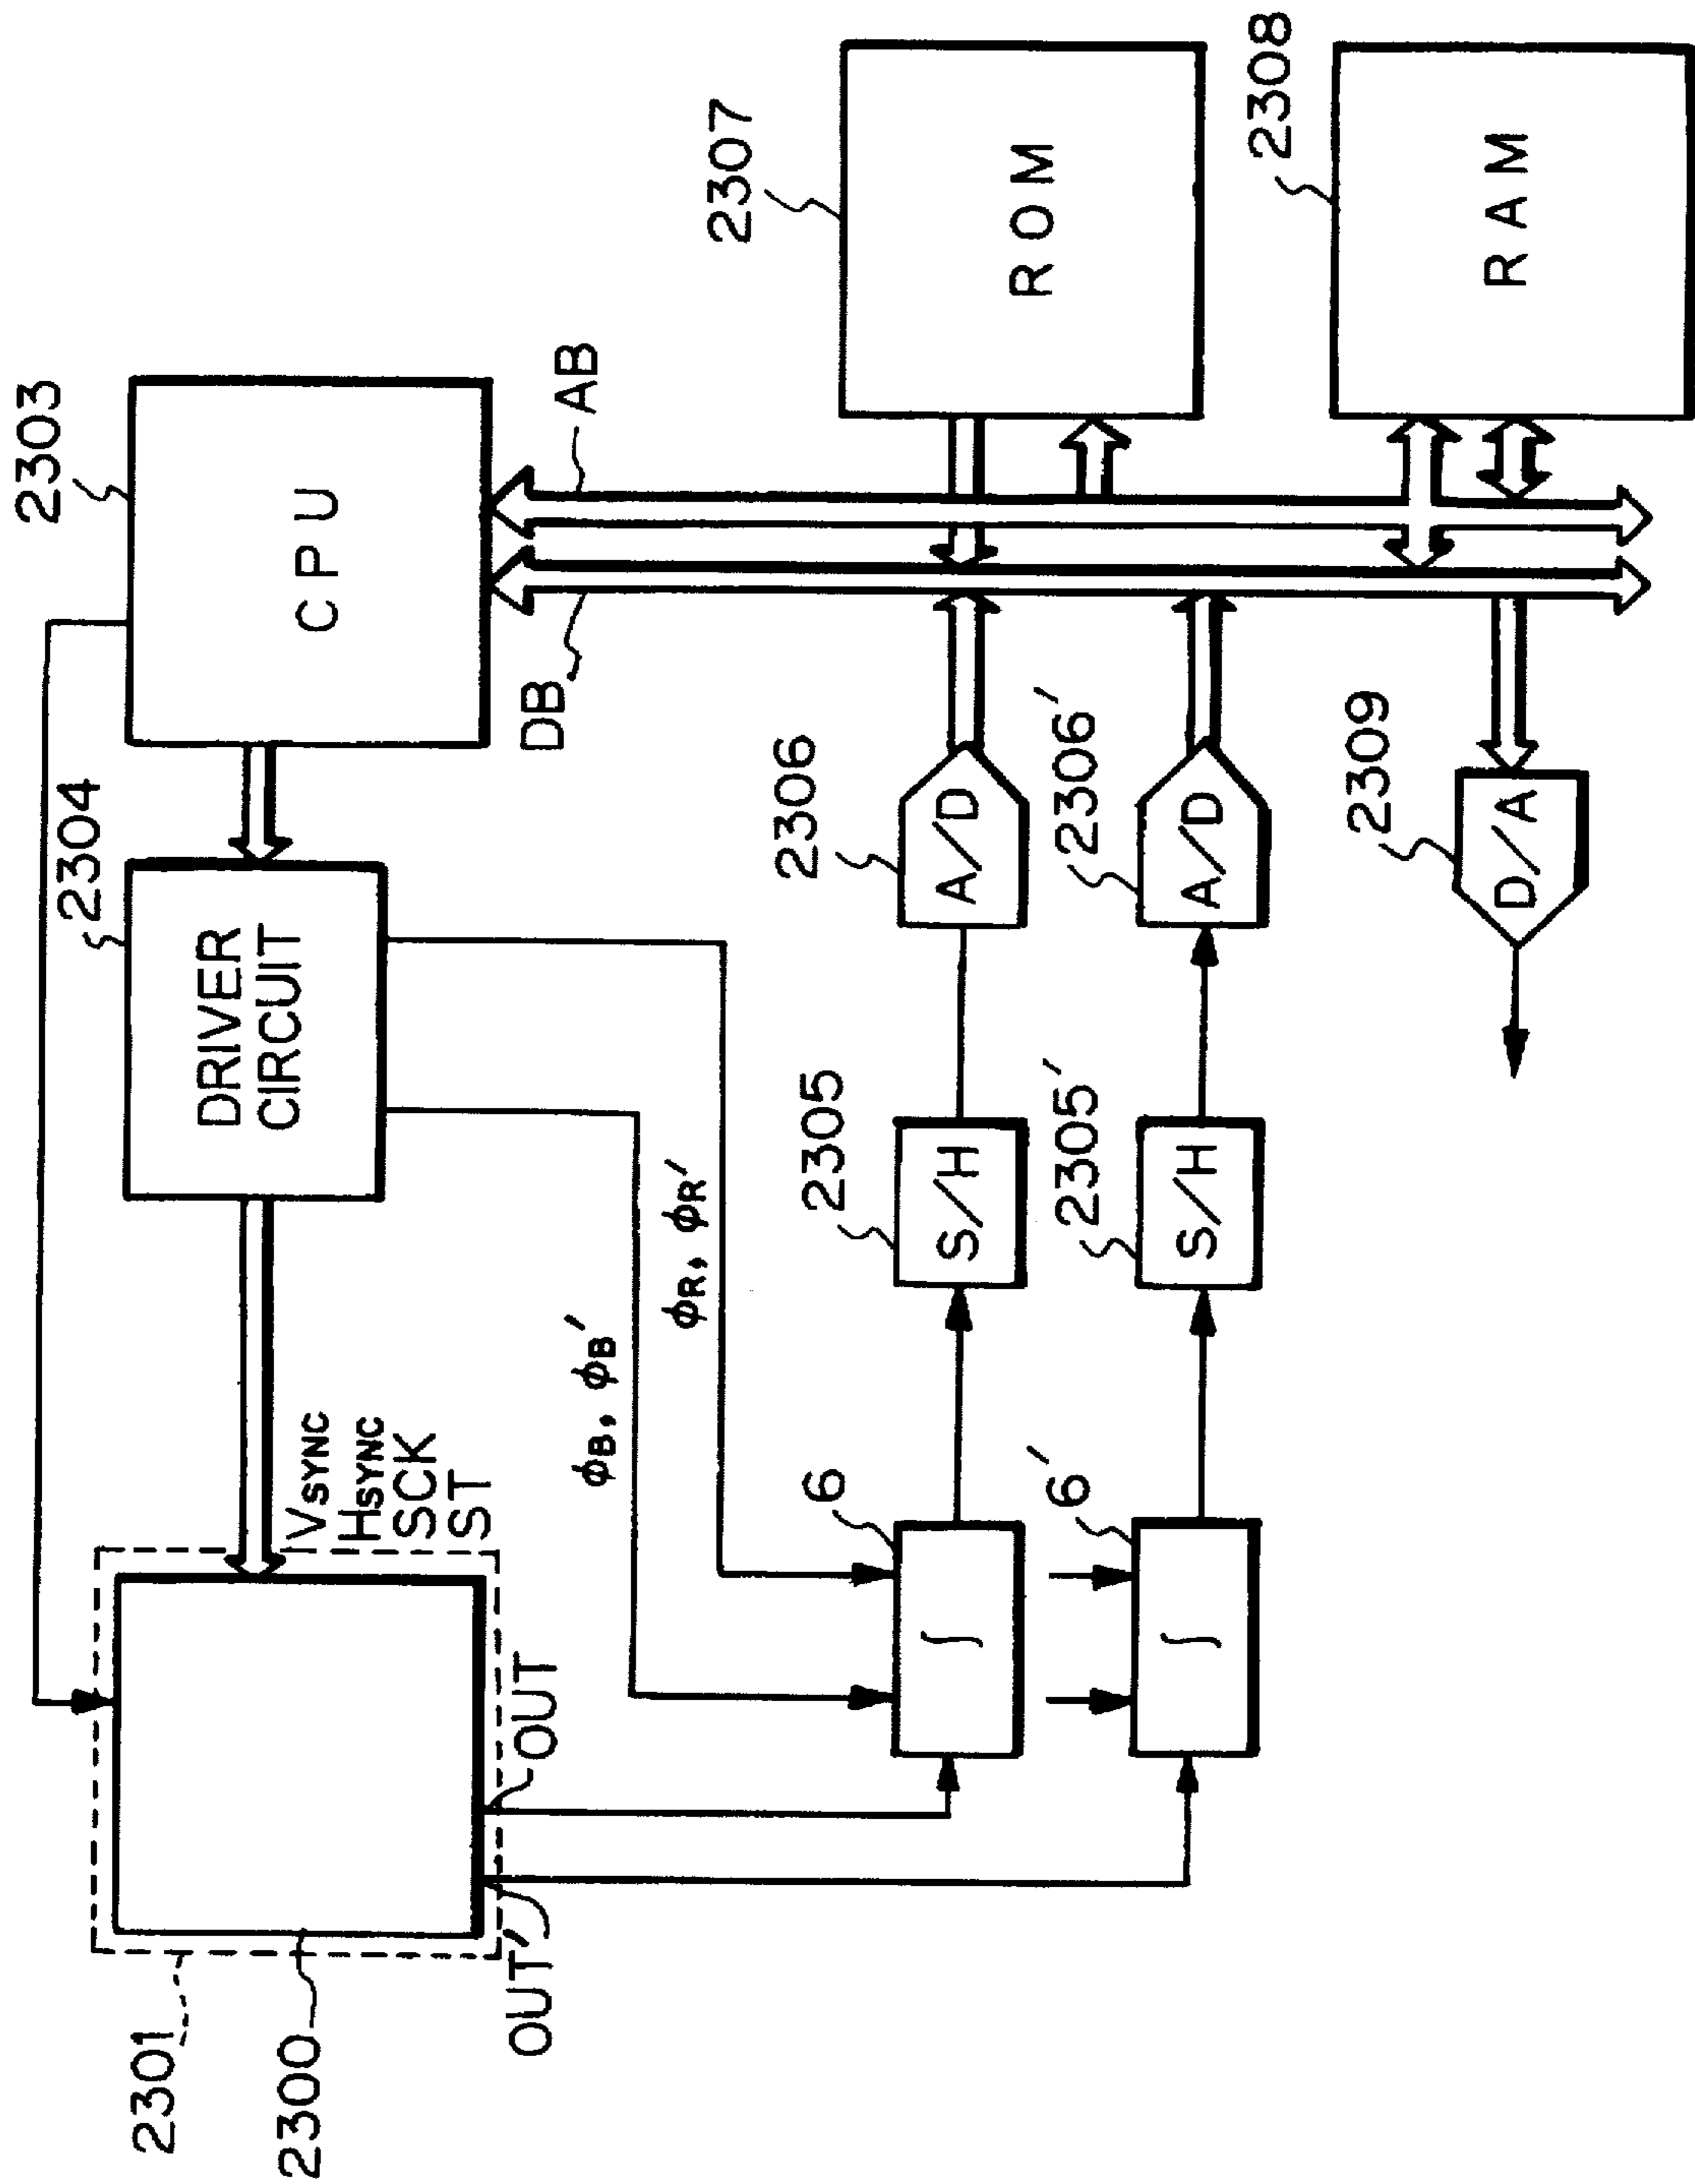 2301
2300
VSYNC
HSYNC
SCK
ST
OUT
OUT'
2304
DRIVER
CIRCUIT
2303
CPU
φB, φB'
φR, φR'
DB
AB
6
∫
2305
S/H
2306
A/D
6'
∫
2305'
S/H
2306'
A/D
2307
ROM
2309
D/A
2308
RAM